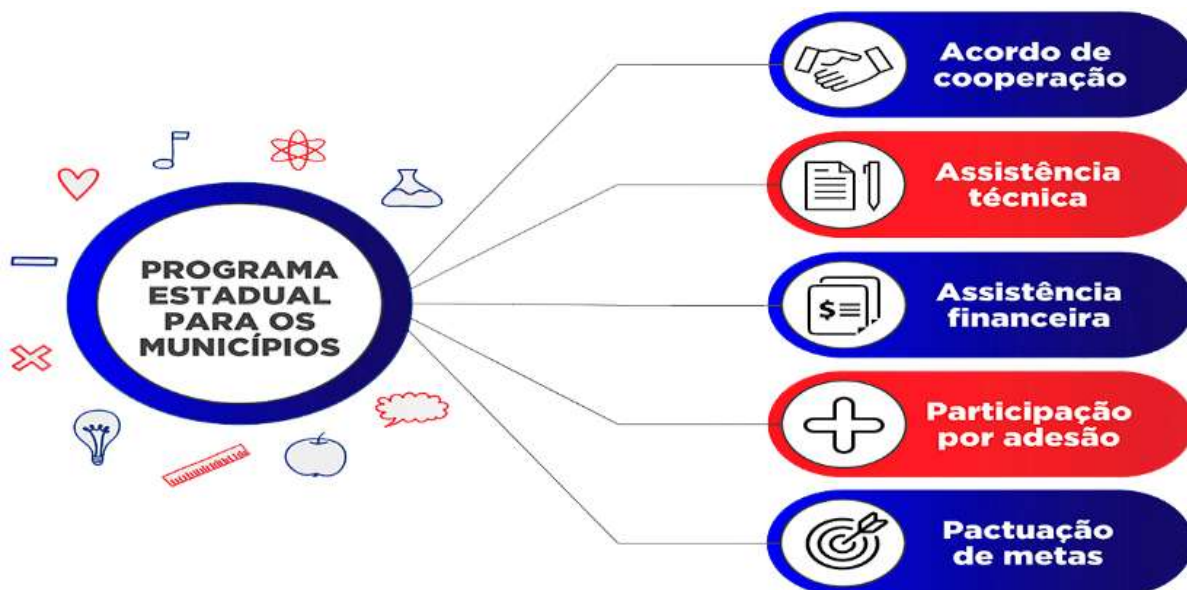 PROGRAMA
ESTADUAL
PARA OS
MUNICÍPIOS
Acordo de
cooperação
Assistência
técnica
Assistência
financeira
Participação
por adesão
Pactuação
de metas